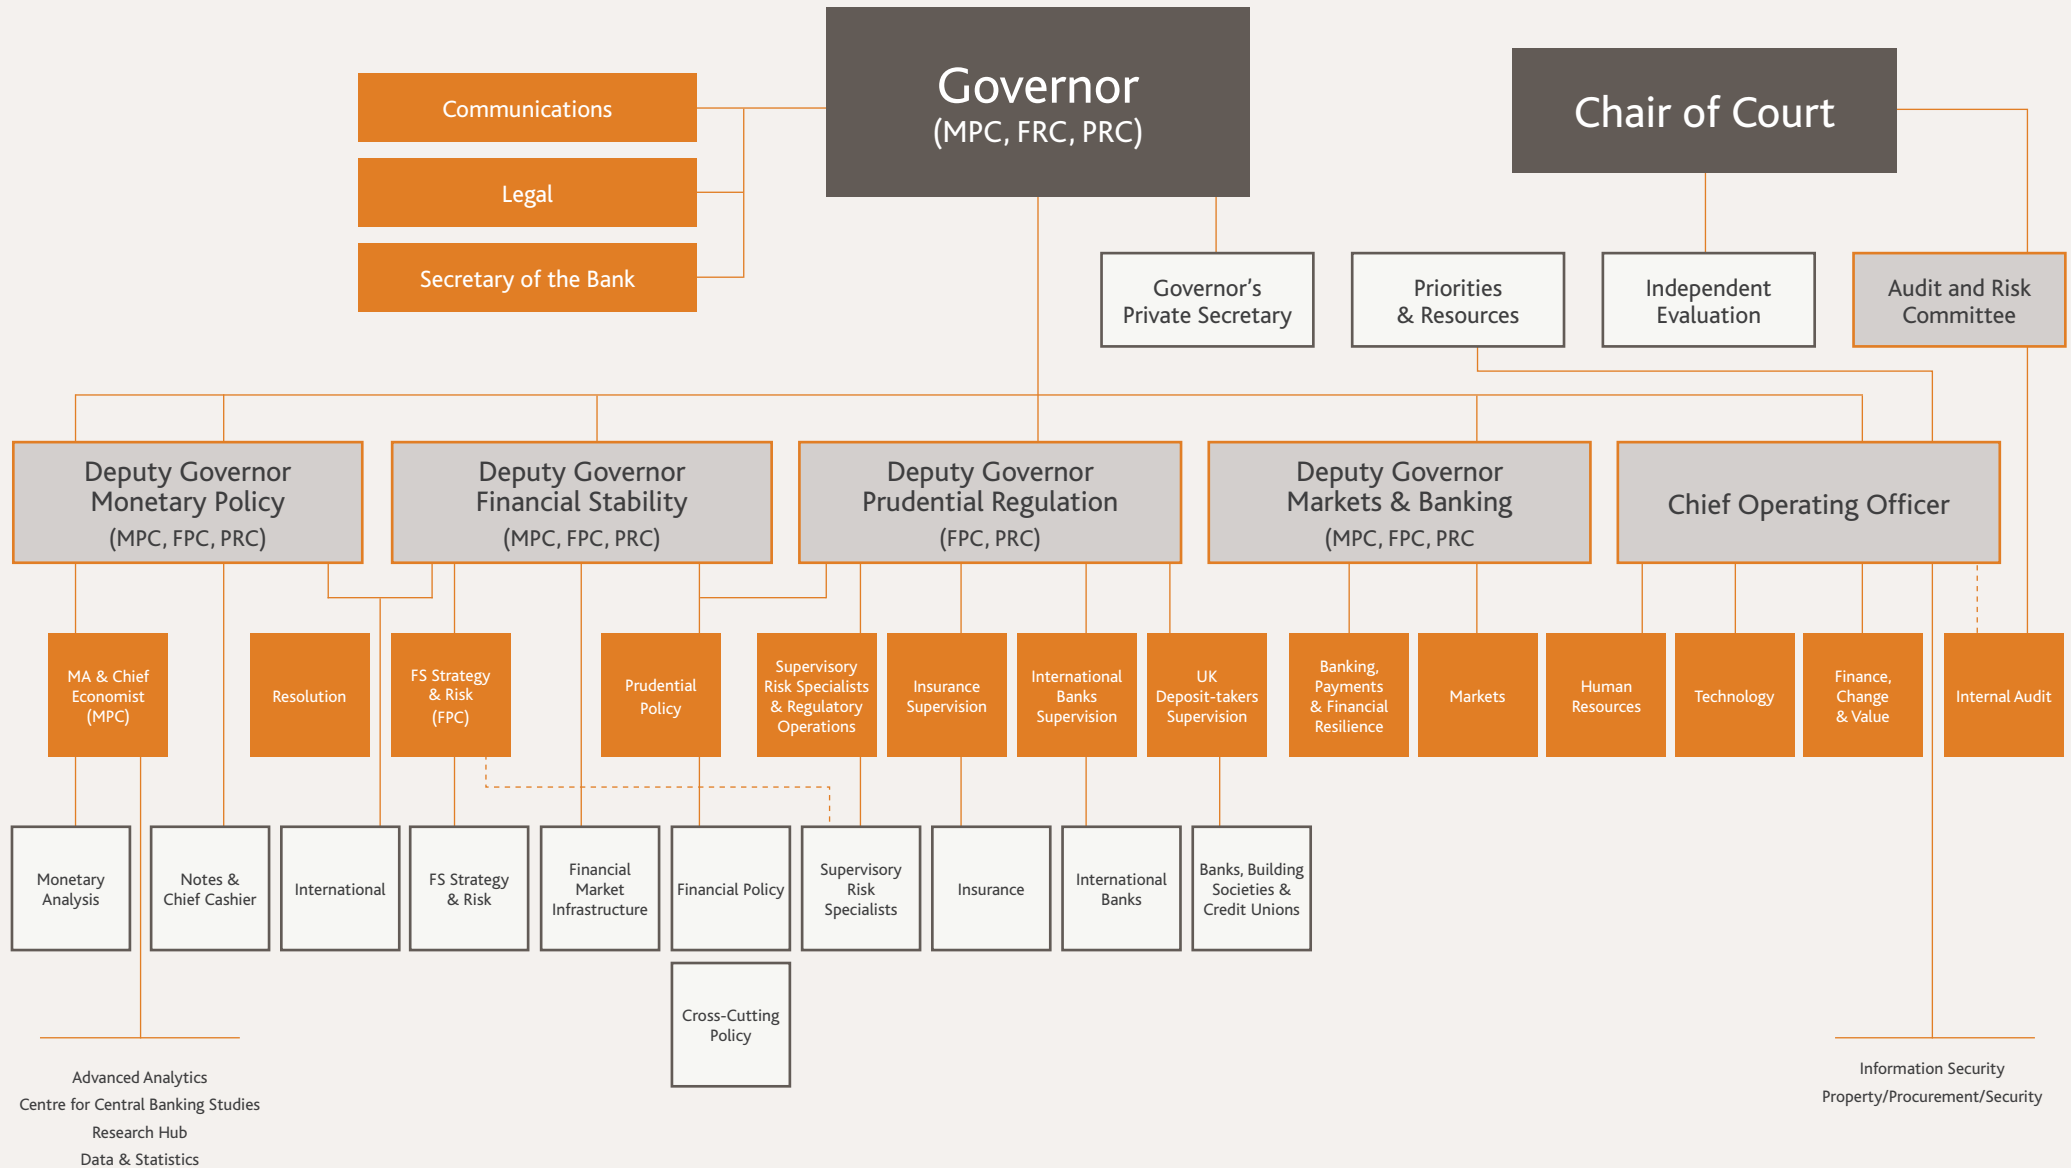 Governor
(MPC, FRC, PRC)
Chair of Court
Communications
Legal
Secretary of the Bank
Governor’s
Private Secretary
Priorities
& Resources
Independent
Evaluation
Audit and Risk
Committee
Deputy Governor
Monetary Policy
(MPC, FPC, PRC)
Deputy Governor
Financial Stability
(MPC, FPC, PRC)
Deputy Governor
Prudential Regulation
(FPC, PRC)
Deputy Governor
Markets & Banking
(MPC, FPC, PRC
Chief Operating Officer
MA & Chief
Economist
(MPC)
Resolution
FS Strategy
& Risk
(FPC)
Prudential
Policy
Supervisory
Risk Specialists
& Regulatory
Operations
Insurance
Supervision
International
Banks
Supervision
UK
Deposit-takers
Supervision
Banking,
Payments
& Financial
Resilience
Markets
Human
Resources
Technology
Finance,
Change
& Value
Internal Audit
Monetary
Analysis
Notes &
Chief Cashier
International
FS Strategy
& Risk
Financial
Market
Infrastructure
Financial Policy
Supervisory
Risk
Specialists
Insurance
International
Banks
Banks, Building
Societies &
Credit Unions
Cross-Cutting
Policy
Advanced Analytics
Centre for Central Banking Studies
Research Hub
Data & Statistics
Information Security
Property/Procurement/Security